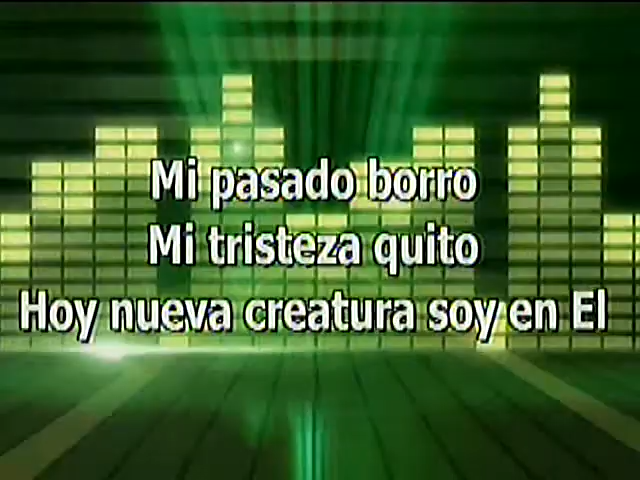 Mi pasado borro
Mi tristeza quito
Hoy nueva creatura soy en El